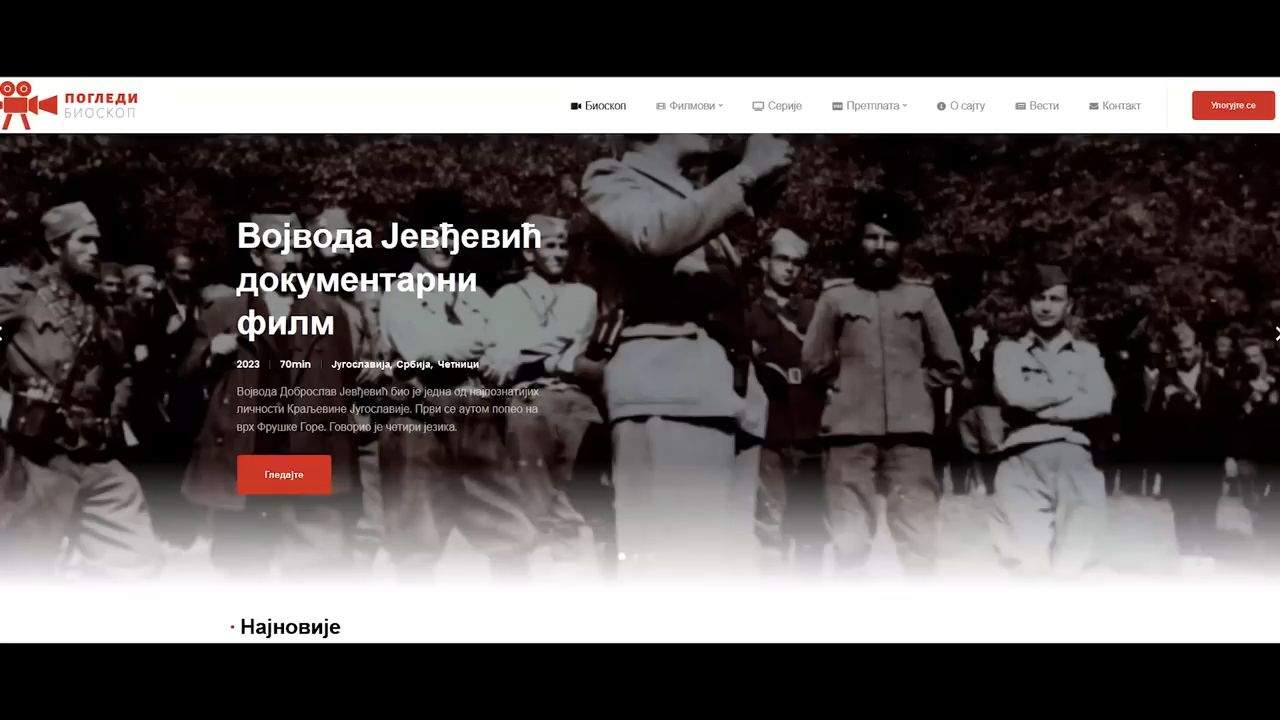 ПОГЛЕДИ
БИОСКОП
Биоскоп
Филмови
Серије
Претплата
О сајту
Вести
Контакт
Улогујте се
Војвода Јевђевић
документарни
филм
2023 | 70min | Југославија, Србија, Четници
Војвода Доброслав Јевђевић био је једна од најпознатијих
личности Краљевине Југославије. Први се аутом попео на
врх Фрушке Горе. Говорио је четири језика.
Гледајте
Најновије